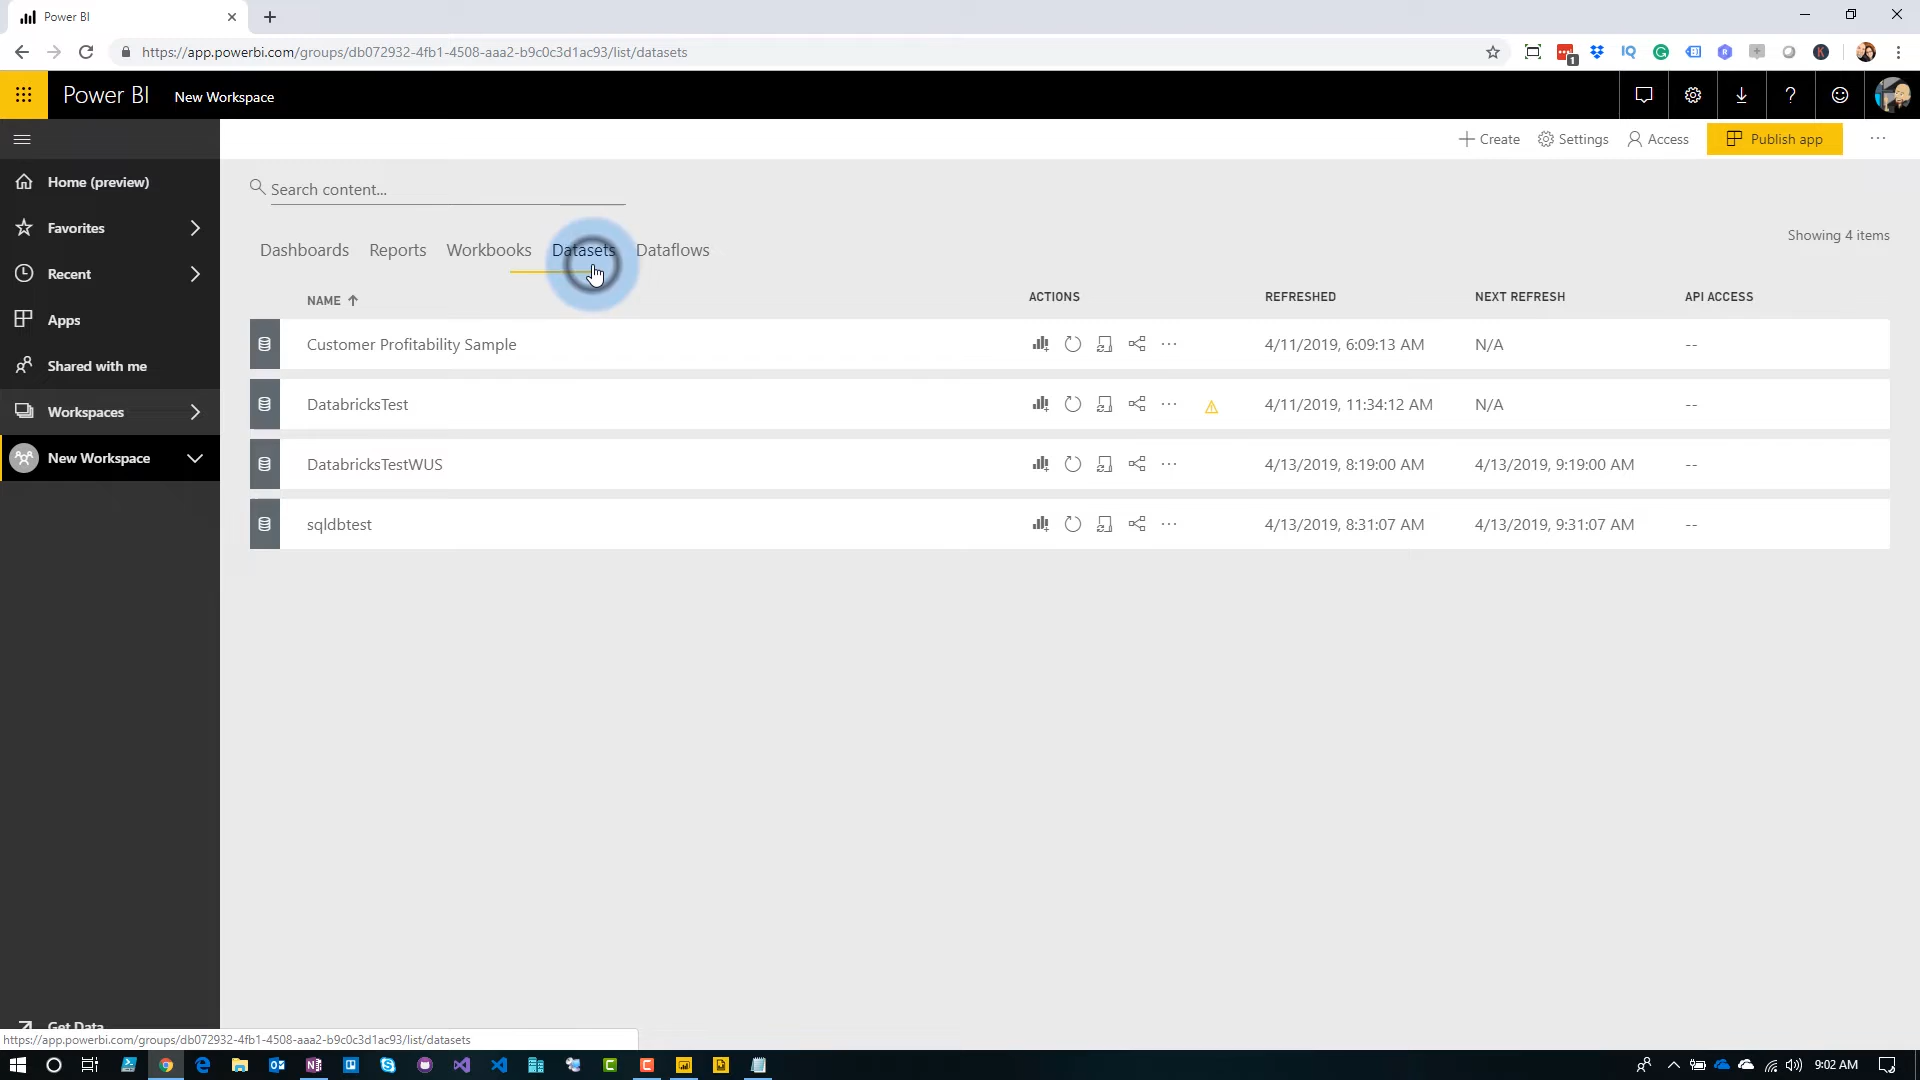 Power BI
https://app.powerbi.com/groups/db072932-4fb1-4508-aaa2-b9c0c3d1ac93/list/datasets
1
Power BI New Workspace
Create Settings Access Publish app
Home (preview)
Favorites
Recent
Apps
Shared with me
Workspaces
New Workspace
Get Data
Search content...
Dashboards Reports Workbooks Datasets Dataflows
Showing 4 items
NAME ACTIONS REFRESHED NEXT REFRESH API ACCESS
Customer Profitability Sample 4/11/2019, 6:09:13 AM N/A --
DatabricksTest 4/11/2019, 11:34:12 AM N/A --
DatabricksTestWUS 4/13/2019, 8:19:00 AM 4/13/2019, 9:19:00 AM --
sqldbtest 4/13/2019, 8:31:07 AM 4/13/2019, 9:31:07 AM --
https://app.powerbi.com/groups/db072932-4fb1-4508-aaa2-b9c0c3d1ac93/list/datasets
9:02 AM